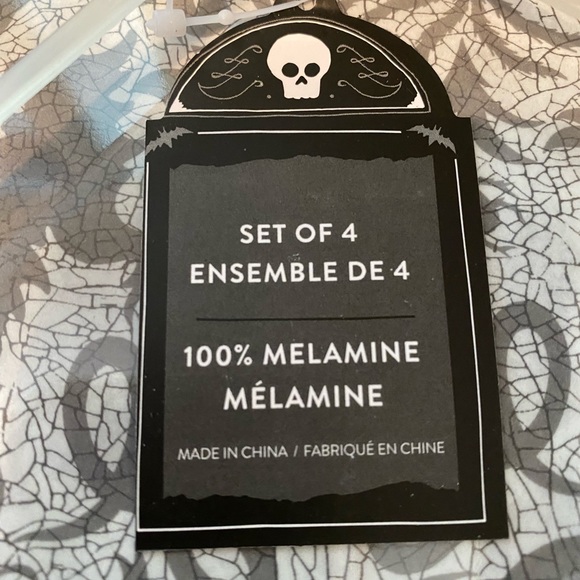 SET OF 4
ENSEMBLE DE 4
100% MELAMINE
MÉLAMINE
MADE IN CHINA / FABRIQUÉ EN CHINE